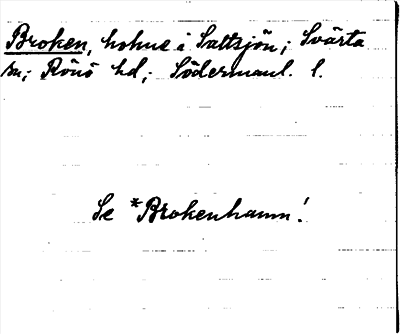 Broken, holme i Saltsjön; Svärta
sn; Rönö hd; Södermanl. l.
Se *Brokenhamn!